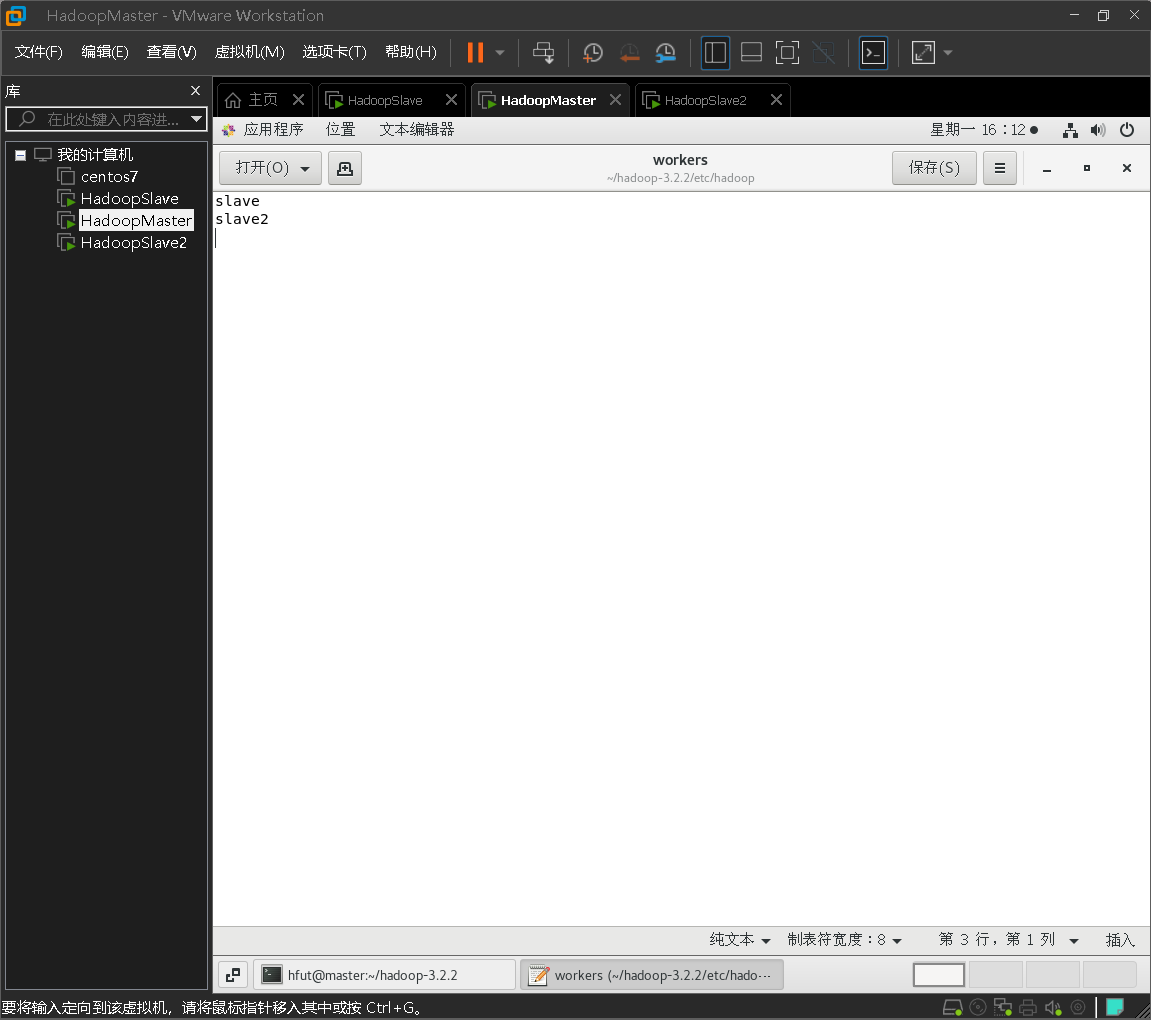 HadoopMaster - VMware Workstation
文件(F) 编辑(E) 查看(V) 虚拟机(M) 选项卡(T) 帮助(H)
库
在此处键入内容进...
我的计算机
centos7
HadoopSlave
HadoopMaster
HadoopSlave2
主页 HadoopSlave HadoopMaster HadoopSlave2
应用程序 位置 文本编辑器 星期一 16：12
打开(O) workers 保存(S)
~/hadoop-3.2.2/etc/hadoop
slave
slave2
纯文本 制表符宽度：8 第 3 行，第 1 列 插入
hfut@master:~/hadoop-3.2.2 workers (~/hadoop-3.2.2/etc/hado···
要将输入定向到该虚拟机，请将鼠标指针移入其中或按 Ctrl+G。